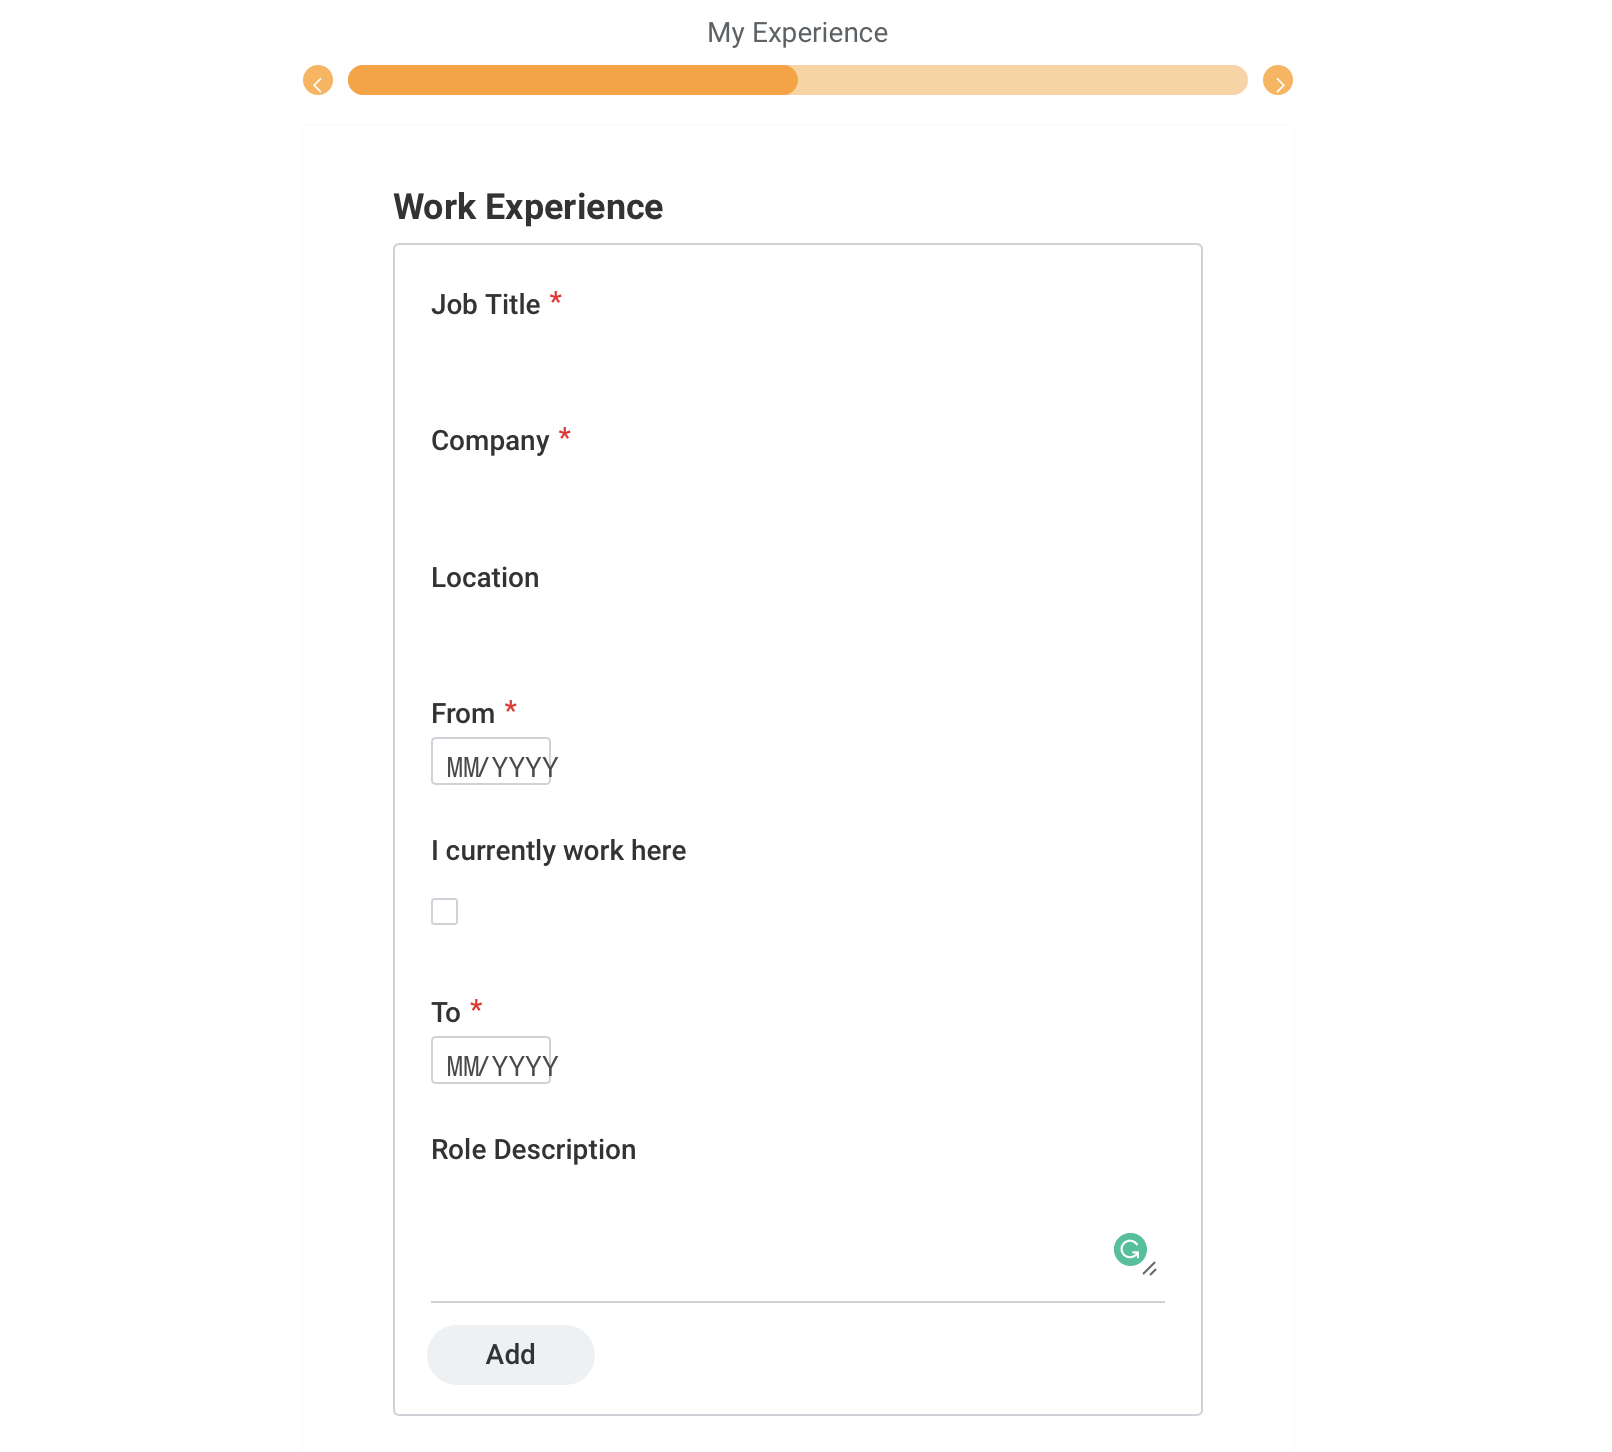 My Experience
Work Experience
Job Title *
Company *
Location
From *
MM/YYYY
I currently work here
To *
MM/YYYY
Role Description
Add